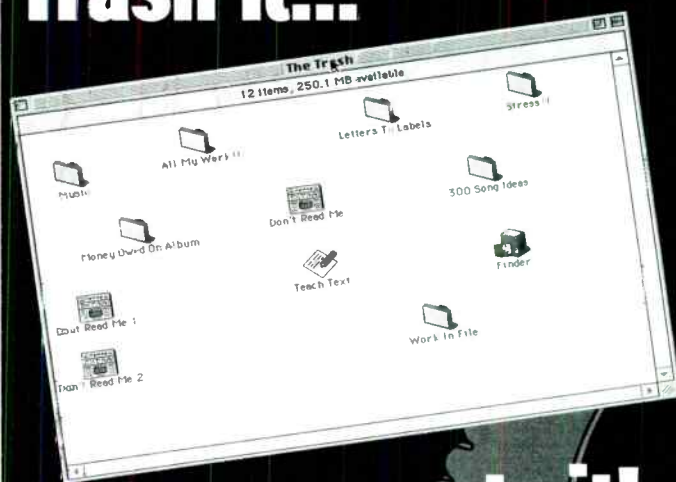 Trash it...
The Trash
12 items, 250.1 MB available
Stress !!
Letters To Labels
All My Work !!
Music
300 Song Ideas
Don't Read Me
Money Owed On Album
Finder
Teach Text
Dont Read Me 1
Work In File
Don't Read Me 2